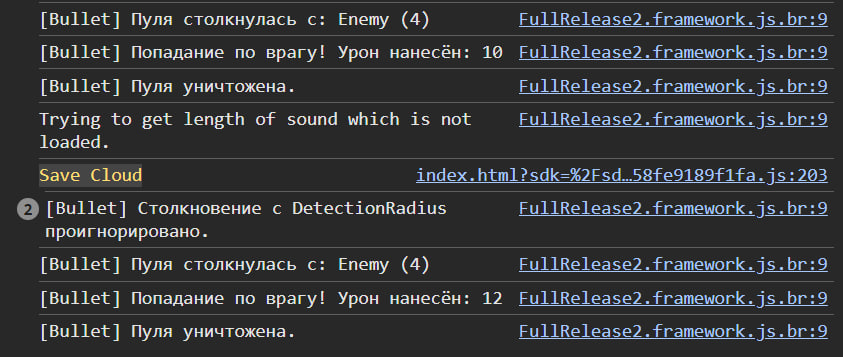 [Bullet] Пуля столкнулась с: Enemy (4) FullRelease2.framework.js.br:9
[Bullet] Попадание по врагу! Урон нанесён: 10 FullRelease2.framework.js.br:9
[Bullet] Пуля уничтожена. FullRelease2.framework.js.br:9
Trying to get length of sound which is not FullRelease2.framework.js.br:9
loaded.
Save Cloud index.html?sdk=%2Fsd…58fe9189f1fa.js:203
2 [Bullet] Столкновение с DetectionRadius FullRelease2.framework.js.br:9
проигнорировано.
[Bullet] Пуля столкнулась с: Enemy (4) FullRelease2.framework.js.br:9
[Bullet] Попадание по врагу! Урон нанесён: 12 FullRelease2.framework.js.br:9
[Bullet] Пуля уничтожена. FullRelease2.framework.js.br:9